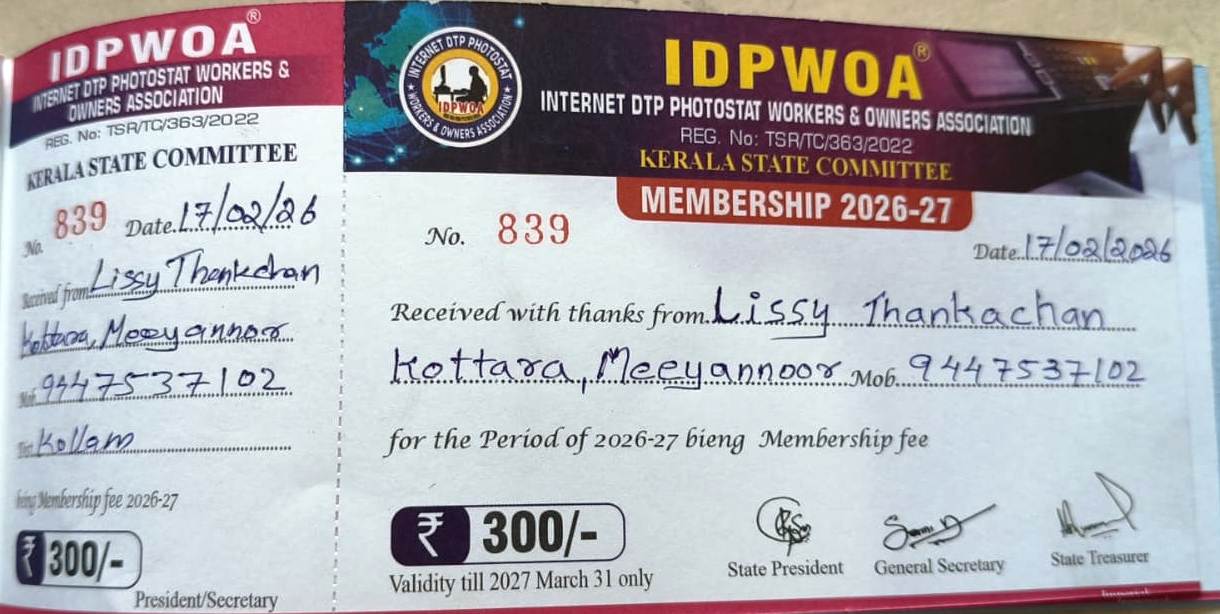 IDPWOA®
INTERNET DTP PHOTOSTAT WORKERS &
OWNERS ASSOCIATION
REG. No: TSR/TC/363/2022
KERALA STATE COMMITTEE
No. 839 Date.17/02/26
Received from Lissy Thankachan
Kottara, Meeyannoor
Mob. 9447537102
Dist. Kollam
being Membership fee 2026-27
₹ 300/-
President/Secretary
INTERNET DTP PHOTOSTAT
IDPWOA
WORKERS & OWNERS ASSOCIATION
IDPWOA®
INTERNET DTP PHOTOSTAT WORKERS & OWNERS ASSOCIATION
REG. No: TSR/TC/363/2022
KERALA STATE COMMITTEE
MEMBERSHIP 2026-27
No. 839
Date.17/02/2026
Received with thanks from Lissy Thankachan
Kottara, Meeyannoor Mob. 9447537102
for the Period of 2026-27 bieng Membership fee
₹ 300/-
Validity till 2027 March 31 only
State President
General Secretary
State Treasurer